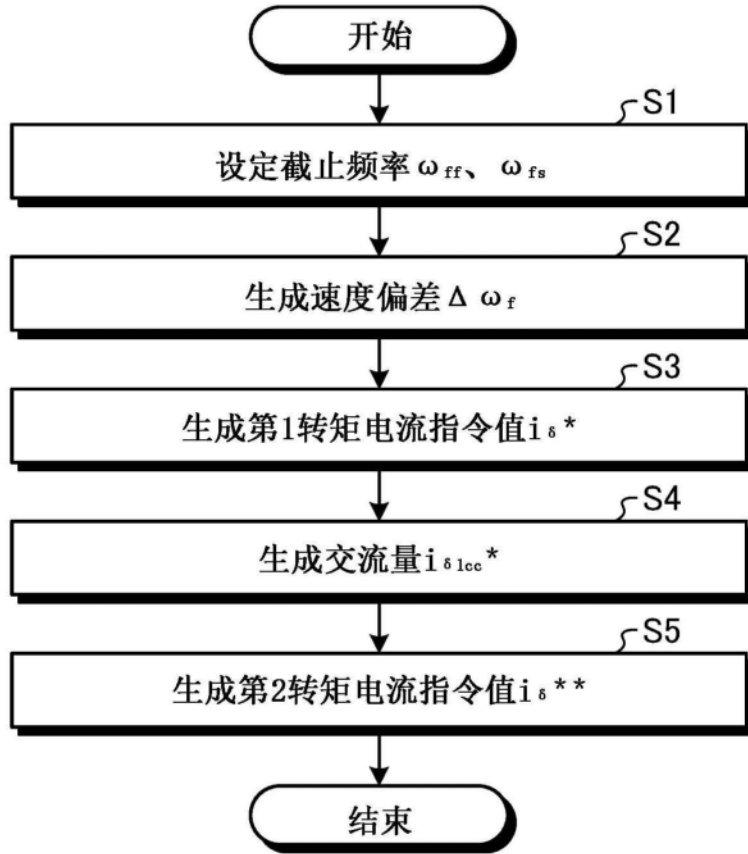 开始
S1
设定截止频率ω_ff、ω_fs
S2
生成速度偏差Δω_f
S3
生成第1转矩电流指令值i_δ*
S4
生成交流量i_δlcc*
S5
生成第2转矩电流指令值i_δ**
结束